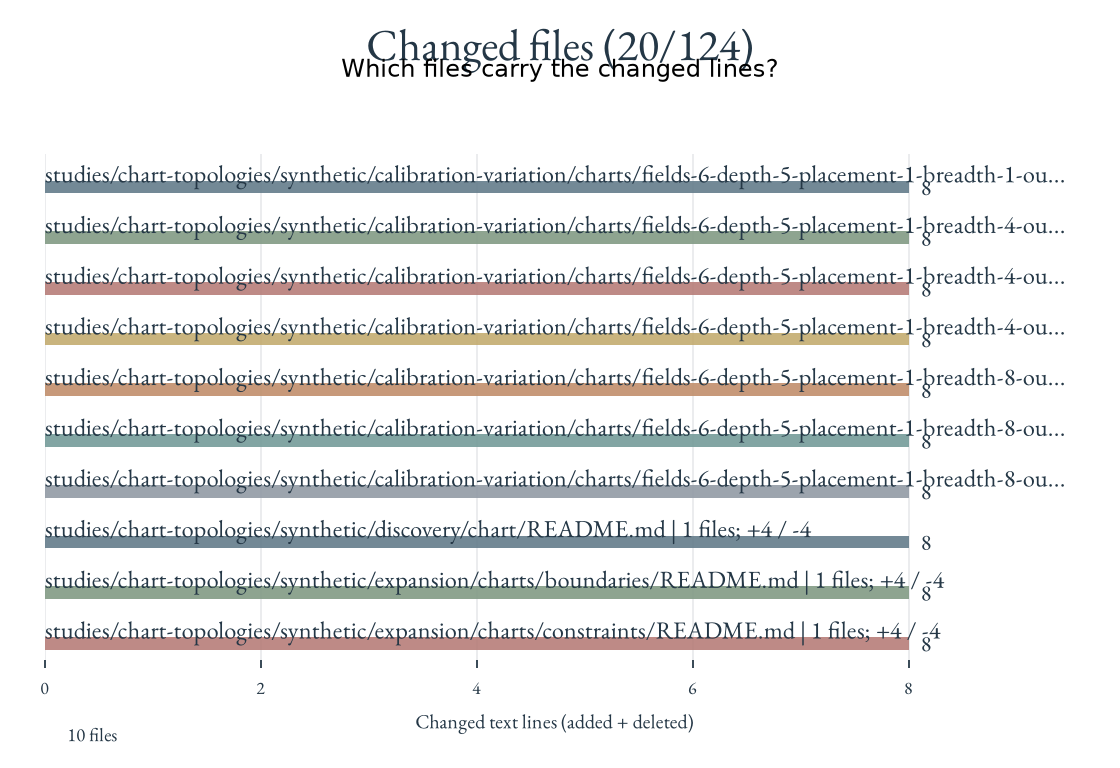 Changed files (20/124)
Which files carry the changed lines?
studies/chart-topologies/synthetic/calibration-variation/charts/fields-6-depth-5-placement-1-breadth-1-ou...
8
studies/chart-topologies/synthetic/calibration-variation/charts/fields-6-depth-5-placement-1-breadth-4-ou...
8
studies/chart-topologies/synthetic/calibration-variation/charts/fields-6-depth-5-placement-1-breadth-4-ou...
8
studies/chart-topologies/synthetic/calibration-variation/charts/fields-6-depth-5-placement-1-breadth-4-ou...
8
studies/chart-topologies/synthetic/calibration-variation/charts/fields-6-depth-5-placement-1-breadth-8-ou...
8
studies/chart-topologies/synthetic/calibration-variation/charts/fields-6-depth-5-placement-1-breadth-8-ou...
8
studies/chart-topologies/synthetic/calibration-variation/charts/fields-6-depth-5-placement-1-breadth-8-ou...
8
studies/chart-topologies/synthetic/discovery/chart/README.md | 1 files; +4 / -4
8
studies/chart-topologies/synthetic/expansion/charts/boundaries/README.md | 1 files; +4 / -4
8
studies/chart-topologies/synthetic/expansion/charts/constraints/README.md | 1 files; +4 / -4
8
0 2 4 6 8
Changed text lines (added + deleted)
10 files